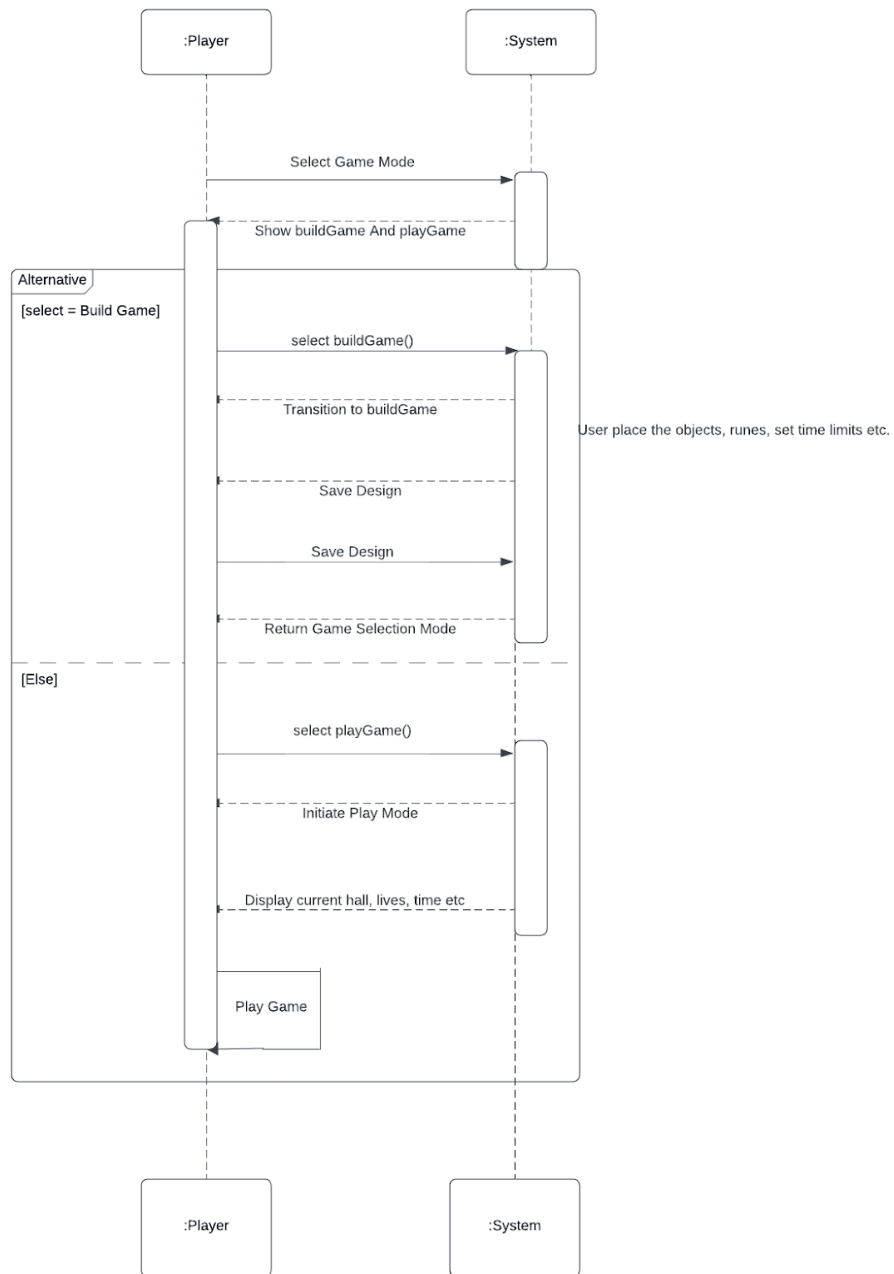 :Player
:System
Select Game Mode
Show buildGame And playGame
Alternative
[select = Build Game]
select buildGame()
Transition to buildGame
User place the objects, runes, set time limits etc.
Save Design
Save Design
Return Game Selection Mode
[Else]
select playGame()
Initiate Play Mode
Display current hall, lives, time etc
Play Game
:Player
:System